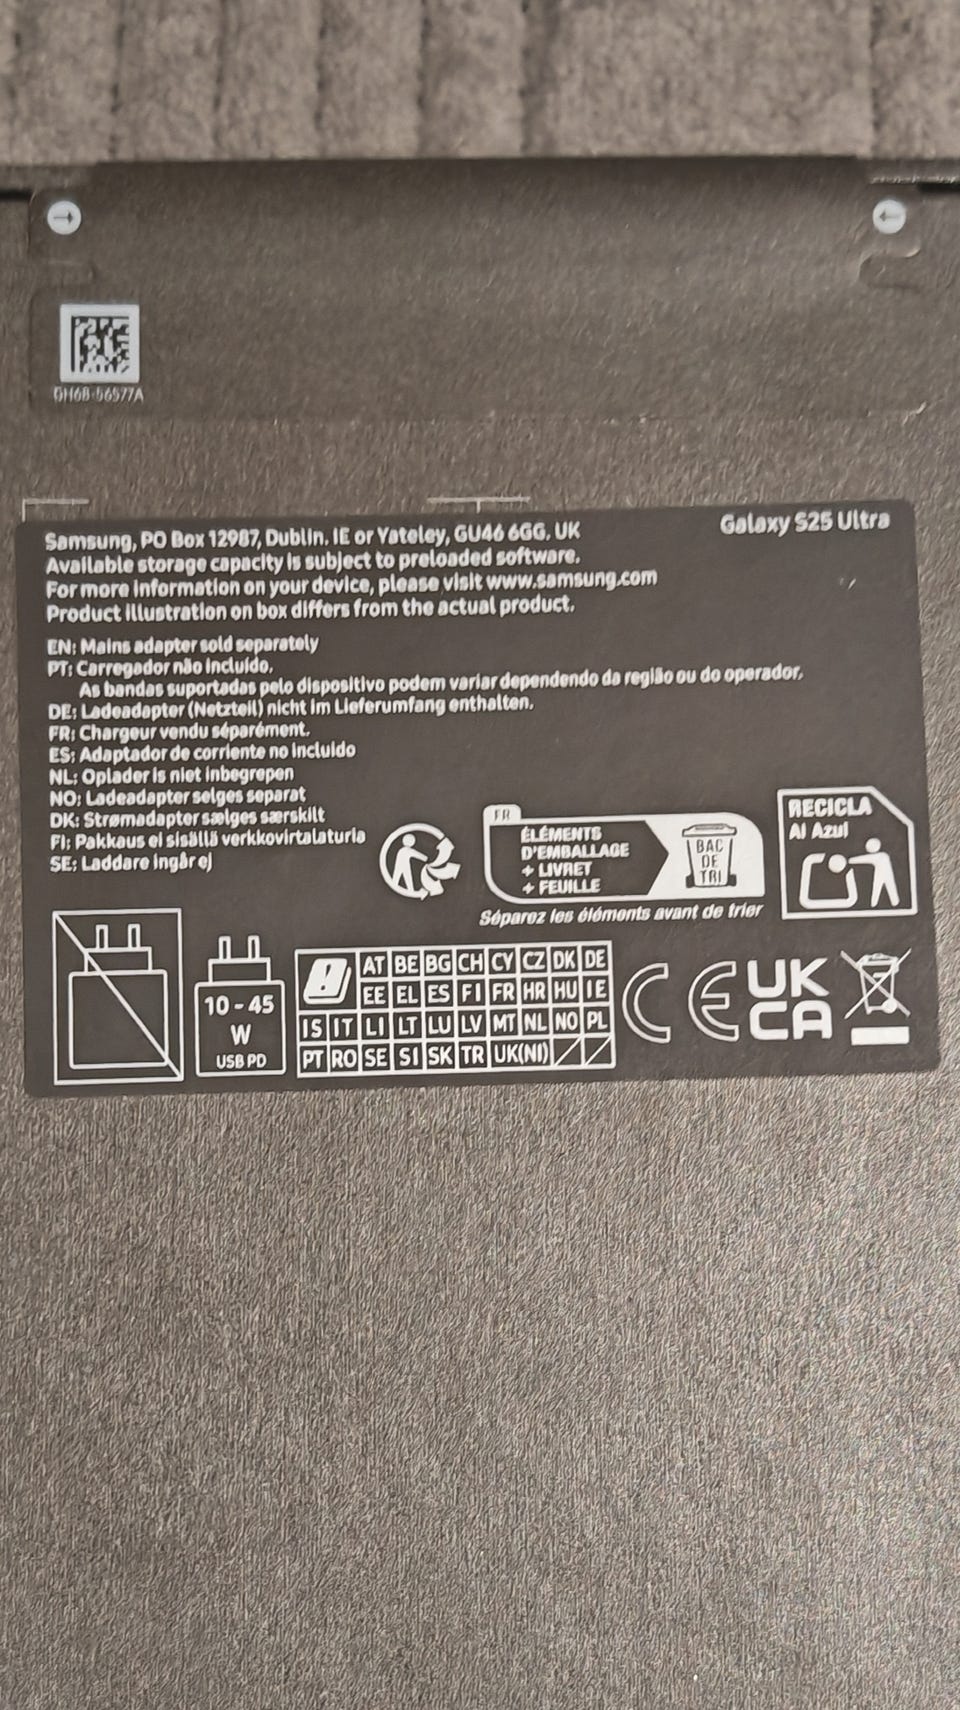 GH68-56577A
Samsung, PO Box 12987, Dublin. IE or Yateley, GU46 6GG, UK
Galaxy S25 Ultra
Available storage capacity is subject to preloaded software.
For more information on your device, please visit www.samsung.com
Product illustration on box differs from the actual product.
EN: Mains adapter sold separately
PT: Carregador não incluído.
As bandas suportadas pelo dispositivo podem variar dependendo da região ou do operador.
DE: Ladeadapter (Netzteil) nicht im Lieferumfang enthalten.
FR: Chargeur vendu séparément.
ES: Adaptador de corriente no incluido
NL: Oplader is niet inbegrepen
NO: Ladeadapter selges separat
DK: Strømadapter sælges særskilt
FI: Pakkaus ei sisällä verkkovirtalaturia
SE: Laddare ingår ej
FR
ÉLÉMENTS
D'EMBALLAGE
+ LIVRET
+ FEUILLE
BAC
DE
TRI
Séparez les éléments avant de trier
RECICLA
Al Azul
10 - 45
W
USB PD
AT BE BG CH CY CZ DK DE
EE EL ES FI FR HR HU IE
IS IT LI LT LU LV MT NL NO PL
PT RO SE SI SK TR UK(NI)
CE
UK
CA